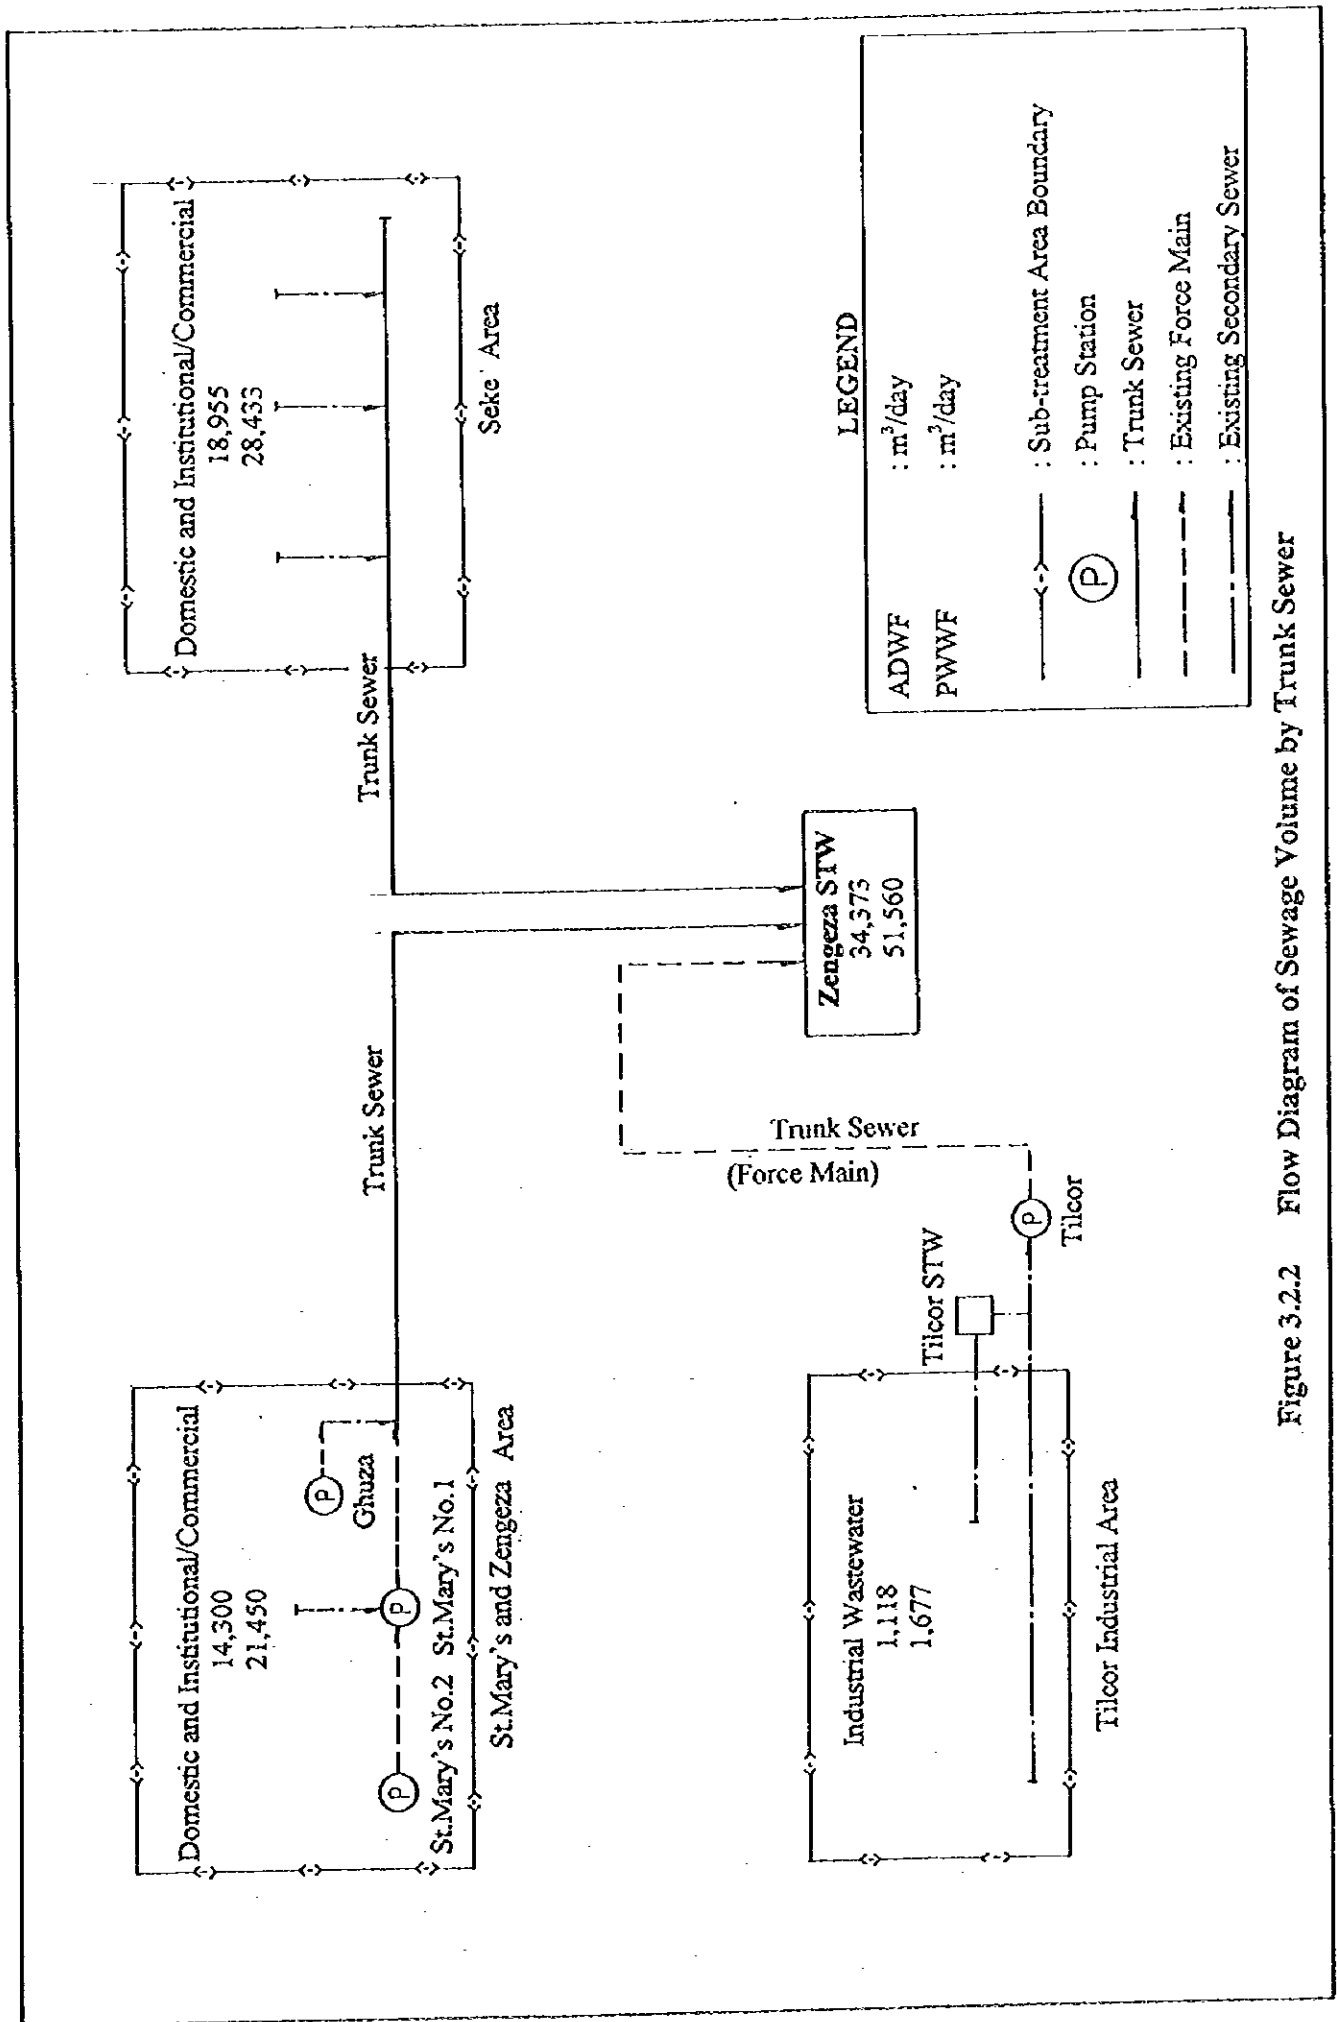 Domestic and Institutional/Commercial
14,300
21,450
P
Ghuza
P
P
St.Mary's No.2 St.Mary's No.1
St.Mary's and Zengeza Area
Trunk Sewer
Trunk Sewer
Domestic and Institutional/Commercial
18,955
28,433
Seke' Area
Industrial Wastewater
1,118
1,677
Tilcor STW
P
Tilcor
Tilcor Industrial Area
Trunk Sewer
(Force Main)
Zengeza STW
34,373
51,560
LEGEND
ADWF : m³/day
PWWF : m³/day
: Sub-treatment Area Boundary
P : Pump Station
: Trunk Sewer
: Existing Force Main
: Existing Secondary Sewer
Figure 3.2.2 Flow Diagram of Sewage Volume by Trunk Sewer